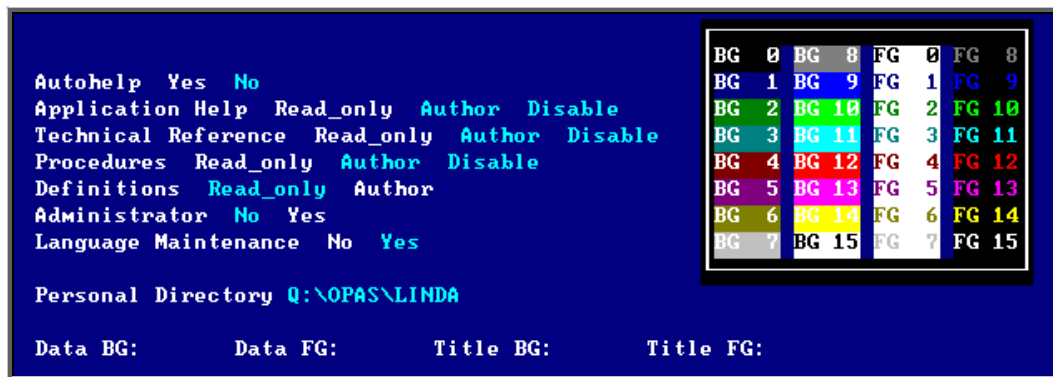 BG 0 BG 8 FG 0 FG 8
Autohelp Yes No BG 1 BG 9 FG 1 FG 9
Application Help Read_only Author Disable BG 2 BG 10 FG 2 FG 10
Technical Reference Read_only Author Disable BG 3 BG 11 FG 3 FG 11
Procedures Read_only Author Disable BG 4 BG 12 FG 4 FG 12
Definitions Read_only Author BG 5 BG 13 FG 5 FG 13
Administrator No Yes BG 6 BG 14 FG 6 FG 14
Language Maintenance No Yes BG 7 BG 15 FG 7 FG 15
Personal Directory Q:\OPAS\LINDA
Data BG: Data FG: Title BG: Title FG: